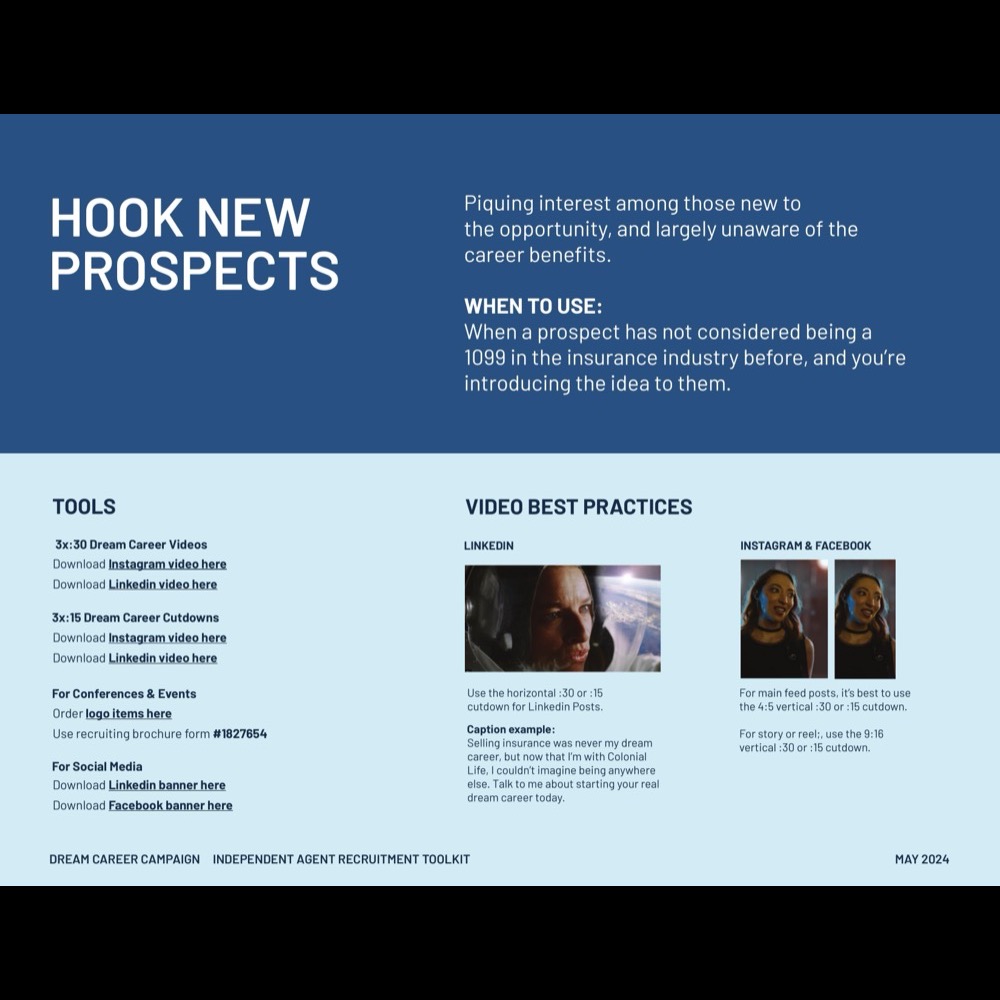 HOOK NEW
PROSPECTS
Piquing interest among those new to
the opportunity, and largely unaware of the
career benefits.
WHEN TO USE:
When a prospect has not considered being a
1099 in the insurance industry before, and you’re
introducing the idea to them.
TOOLS
3x:30 Dream Career Videos
Download Instagram video here
Download Linkedin video here
3x:15 Dream Career Cutdowns
Download Instagram video here
Download Linkedin video here
For Conferences & Events
Order logo items here
Use recruiting brochure form #1827654
For Social Media
Download Linkedin banner here
Download Facebook banner here
VIDEO BEST PRACTICES
LINKEDIN
Use the horizontal :30 or :15
cutdown for Linkedin Posts.
Caption example:
Selling insurance was never my dream
career, but now that I’m with Colonial
Life, I couldn’t imagine being anywhere
else. Talk to me about starting your real
dream career today.
INSTAGRAM & FACEBOOK
For main feed posts, it’s best to use
the 4:5 vertical :30 or :15 cutdown.
For story or reel:, use the 9:16
vertical :30 or :15 cutdown.
DREAM CAREER CAMPAIGN INDEPENDENT AGENT RECRUITMENT TOOLKIT
MAY 2024